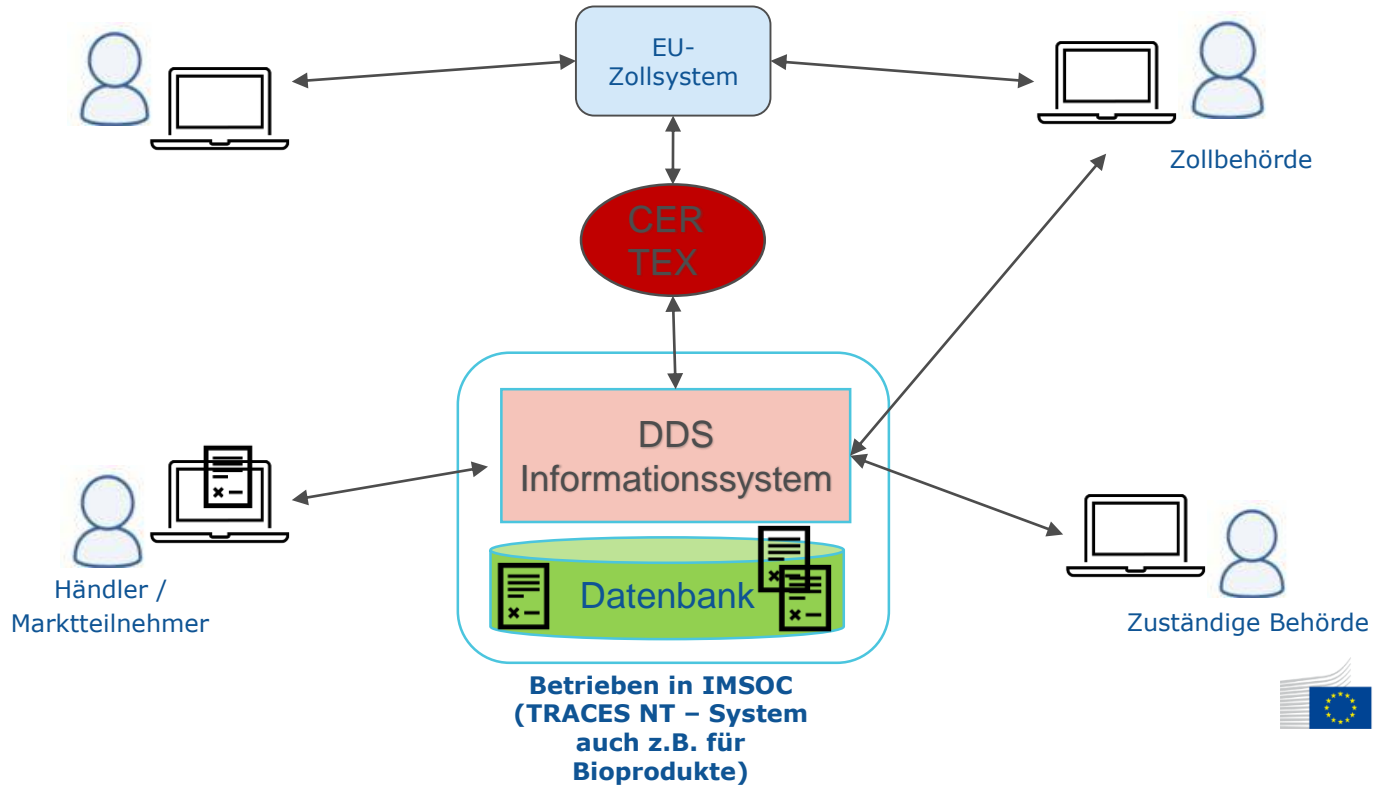 EU-
Zollsystem
Zollbehörde
CER
TEX
DDS
Informationssystem
Händler /
Marktteilnehmer
Datenbank
Zuständige Behörde
Betrieben in IMSOC
(TRACES NT – System
auch z.B. für
Bioprodukte)